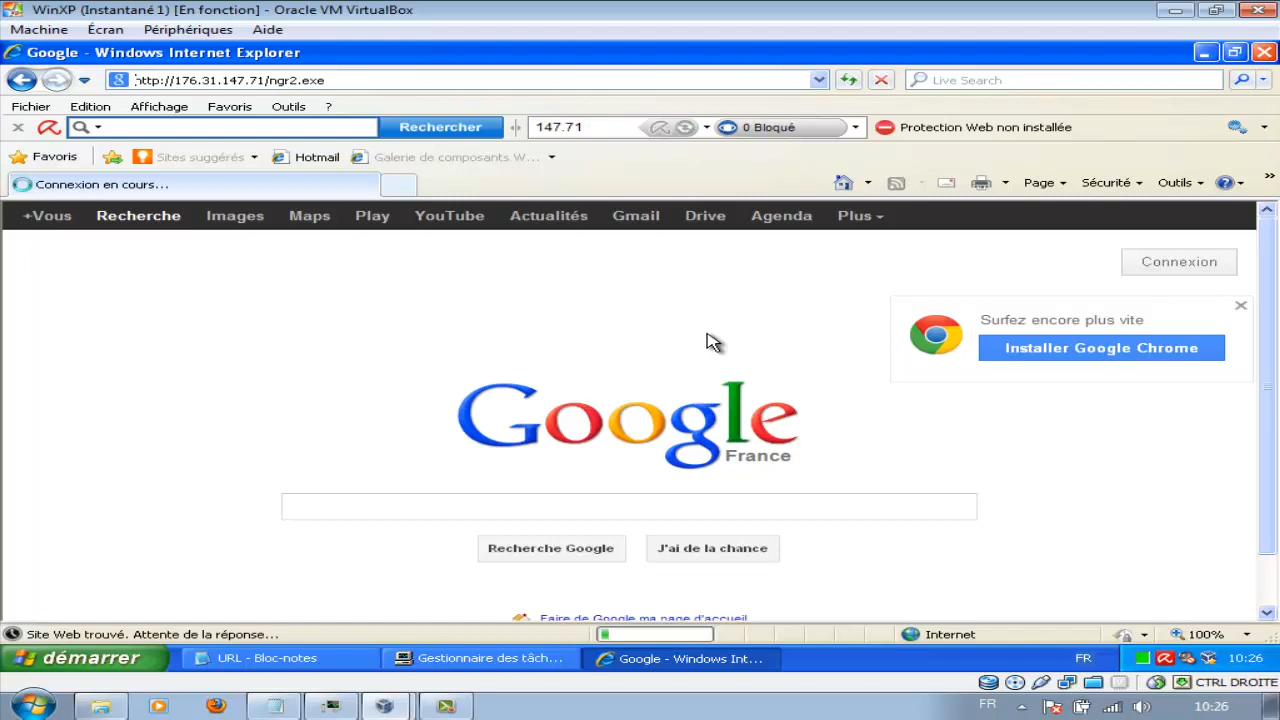 WinXP (Instantané 1) [En fonction] - Oracle VM VirtualBox
Machine Écran Périphériques Aide
Google - Windows Internet Explorer
http://176.31.147.71/ngr2.exe Live Search
Fichier Edition Affichage Favoris Outils ?
Rechercher 147.71 0 Bloqué Protection Web non installée
Favoris Sites suggérés Hotmail Galerie de composants W...
Connexion en cours... Page Sécurité Outils
+Vous Recherche Images Maps Play YouTube Actualités Gmail Drive Agenda Plus
Connexion
Surfez encore plus vite
Installer Google Chrome
Google
France
Recherche Google J'ai de la chance
Faire de Google ma page d'accueil
Site Web trouvé. Attente de la réponse... Internet 100%
démarrer URL - Bloc-notes Gestionnaire des tâch... Google - Windows Int... FR 10:26
CTRL DROITE
FR 10:26